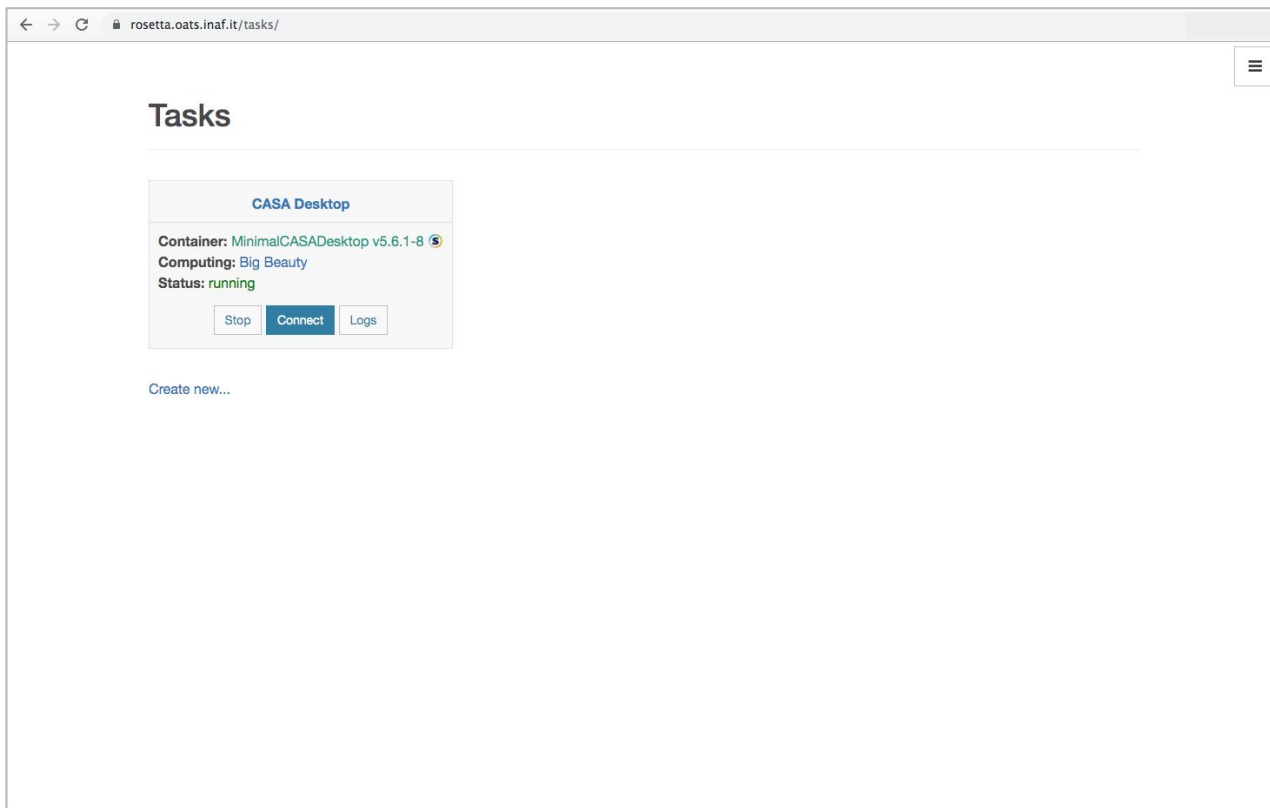 rosetta.oats.inaf.it/tasks/
Tasks
CASA Desktop
Container: MinimalCASADesktop v5.6.1-8
Computing: Big Beauty
Status: running
Stop Connect Logs
Create new...